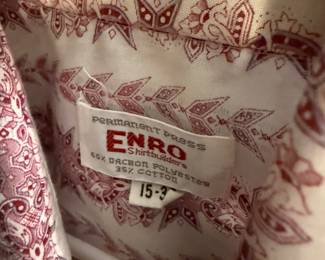 PERMANENT PRESS
ENRO
Shirtbuilders
65% DACRON POLYESTER
35% COTTON
15-3